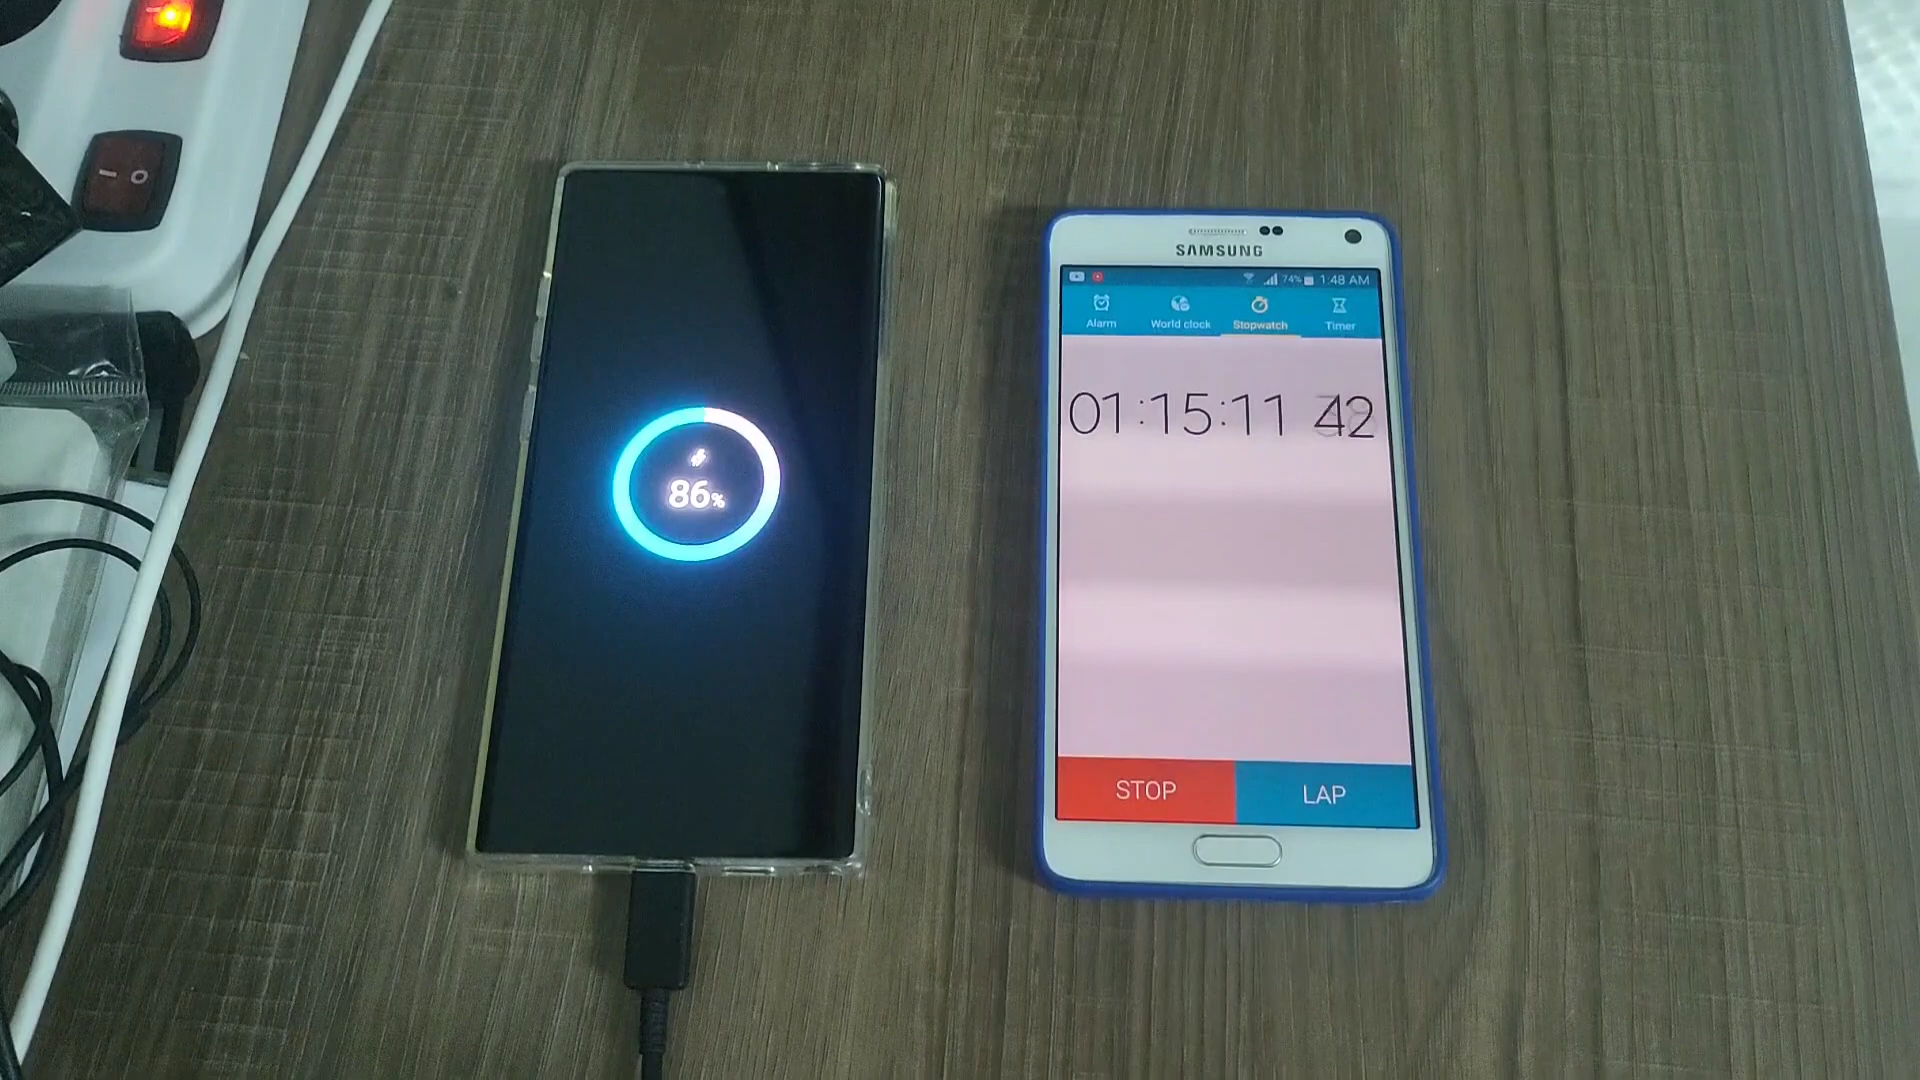 86%
SAMSUNG
74% 1:48 AM
Alarm World clock Stopwatch Timer
01:15:11 42
STOP LAP